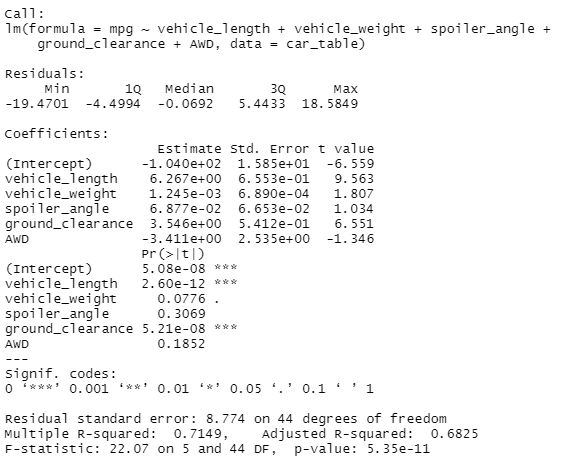 Call:
lm(formula = mpg ~ vehicle_length + vehicle_weight + spoiler_angle +
    ground_clearance + AWD, data = car_table)

Residuals:
     Min       1Q   Median       3Q      Max
-19.4701  -4.4994  -0.0692   5.4433  18.5849

Coefficients:
                   Estimate Std. Error t value
(Intercept)      -1.040e+02  1.585e+01  -6.559
vehicle_length    6.267e+00  6.553e-01   9.563
vehicle_weight    1.245e-03  6.890e-04   1.807
spoiler_angle     6.877e-02  6.653e-02   1.034
ground_clearance  3.546e+00  5.412e-01   6.551
AWD              -3.411e+00  2.535e+00  -1.346
                 Pr(>|t|)
(Intercept)      5.08e-08 ***
vehicle_length   2.60e-12 ***
vehicle_weight     0.0776 .
spoiler_angle      0.3069
ground_clearance 5.21e-08 ***
AWD                0.1852
---
Signif. codes:
0 ‘***’ 0.001 ‘**’ 0.01 ‘*’ 0.05 ‘.’ 0.1 ‘ ’ 1

Residual standard error: 8.774 on 44 degrees of freedom
Multiple R-squared:  0.7149,    Adjusted R-squared:  0.6825
F-statistic: 22.07 on 5 and 44 DF,  p-value: 5.35e-11